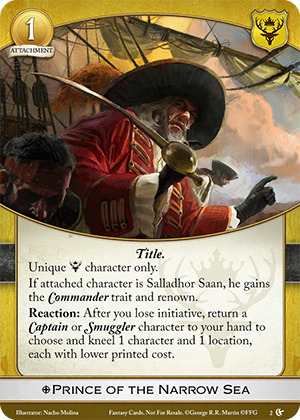 1
ATTACHMENT
Title.
Unique character only.
If attached character is Salladhor Saan, he gains
the Commander trait and renown.
Reaction: After you lose initiative, return a
Captain or Smuggler character to your hand
to choose and kneel 1 character and 1 location,
each with lower printed cost.
PRINCE OF THE NARROW SEA
Illustrator: Nacho Molina Fantasy Cards. Not For Resale. ©George R.R. Martin ©FFG 2